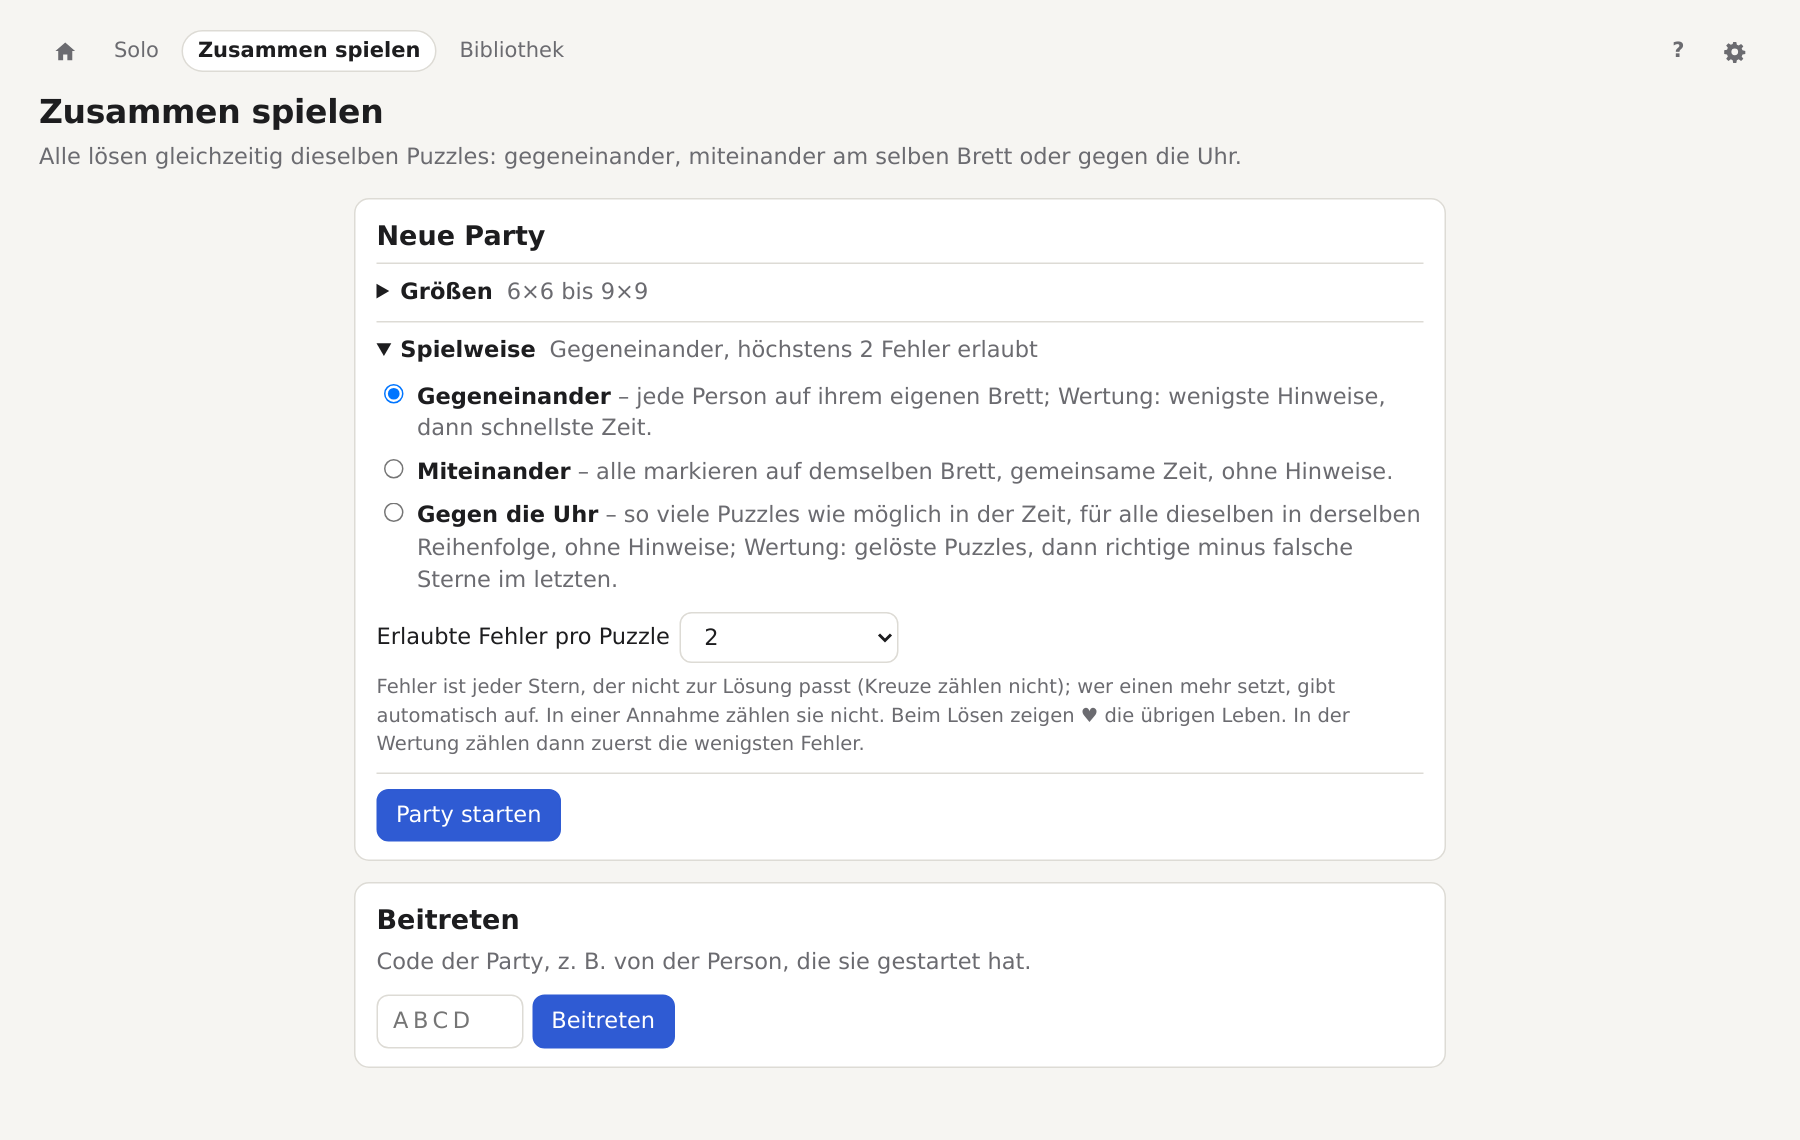 Solo Zusammen spielen Bibliothek ?
Zusammen spielen
Alle lösen gleichzeitig dieselben Puzzles: gegeneinander, miteinander am selben Brett oder gegen die Uhr.
Neue Party
Größen 6×6 bis 9×9
Spielweise Gegeneinander, höchstens 2 Fehler erlaubt
Gegeneinander – jede Person auf ihrem eigenen Brett; Wertung: wenigste Hinweise,
dann schnellste Zeit.
Miteinander – alle markieren auf demselben Brett, gemeinsame Zeit, ohne Hinweise.
Gegen die Uhr – so viele Puzzles wie möglich in der Zeit, für alle dieselben in derselben
Reihenfolge, ohne Hinweise; Wertung: gelöste Puzzles, dann richtige minus falsche
Sterne im letzten.
Erlaubte Fehler pro Puzzle 2
Fehler ist jeder Stern, der nicht zur Lösung passt (Kreuze zählen nicht); wer einen mehr setzt, gibt
automatisch auf. In einer Annahme zählen sie nicht. Beim Lösen zeigen ♥ die übrigen Leben. In der
Wertung zählen dann zuerst die wenigsten Fehler.
Party starten
Beitreten
Code der Party, z. B. von der Person, die sie gestartet hat.
ABCD Beitreten